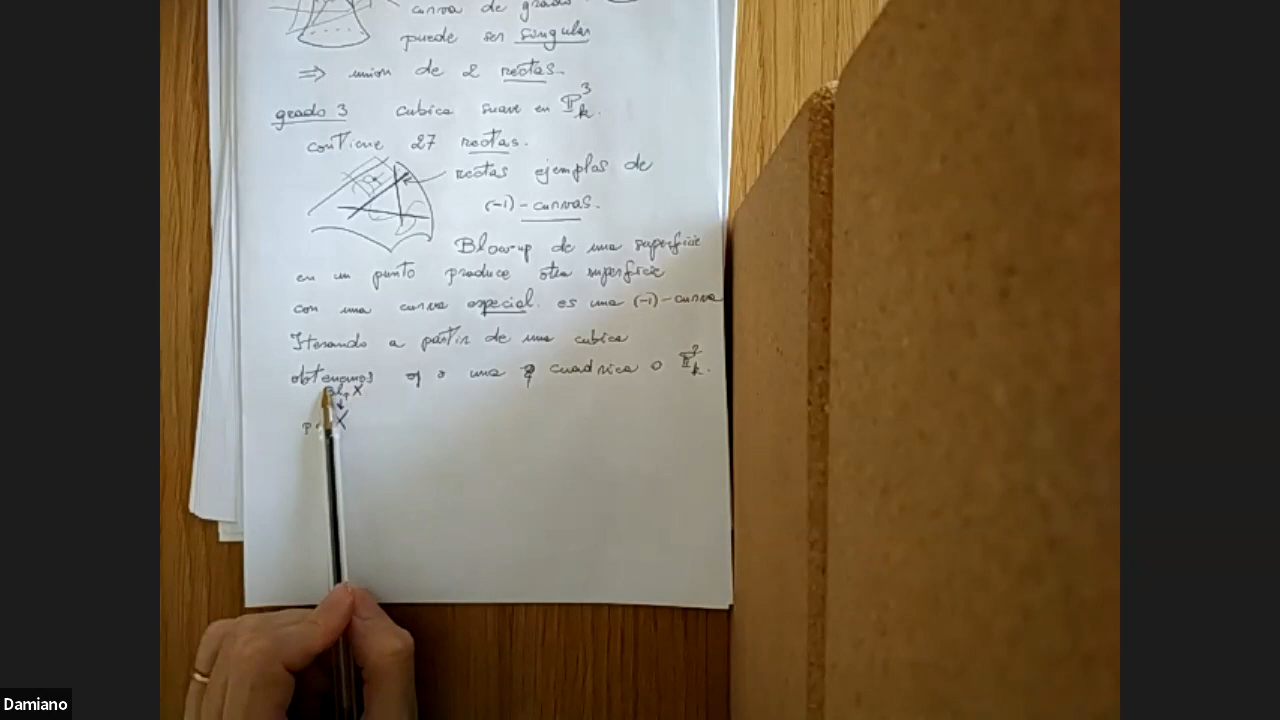 curva de grado
puede ser singular
⇒ union de 2 rectas.
grado 3 cubica suave en ℙ³ₖ.
contiene 27 rectas.
rectas ejemplos de
(-1)-curvas.
Blow-up de una superficie
en un punto produce otra superficie
con una curva especial. es una (-1)-curva
Iterando a partir de una cubica
obtenemos o una cuadrica o ℙ²ₖ.
Blₚ X
↓
p X
Damiano